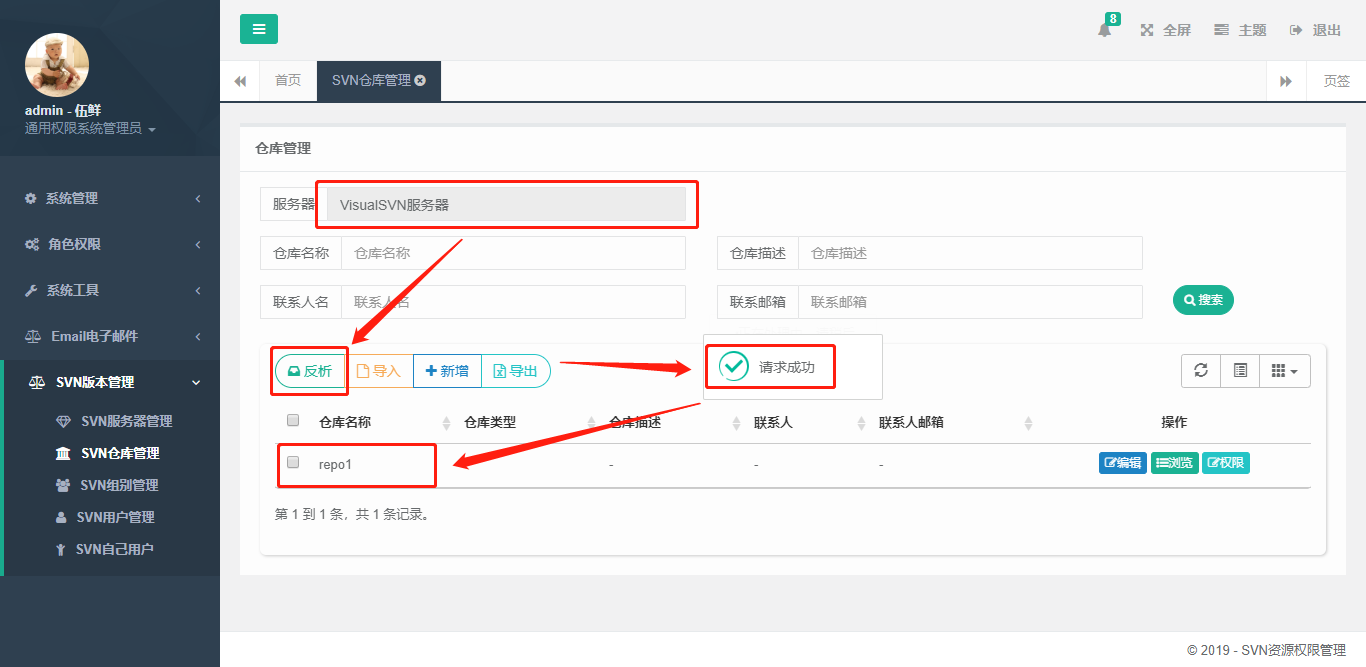 8
全屏
主题
退出
首页
SVN仓库管理
页签
admin - 伍鲜
通用权限系统管理员
系统管理
角色权限
系统工具
Email电子邮件
SVN版本管理
SVN服务器管理
SVN仓库管理
SVN组别管理
SVN用户管理
SVN自己用户
仓库管理
服务器 VisualSVN服务器
仓库名称 仓库名称 仓库描述 仓库描述
联系人名 联系人名 联系邮箱 联系邮箱 搜索
反析 导入 新增 导出 请求成功
仓库名称 仓库类型 仓库描述 联系人 联系人邮箱 操作
repo1 - - - 编辑 浏览 权限
第 1 到 1 条，共 1 条记录。
© 2019 - SVN资源权限管理